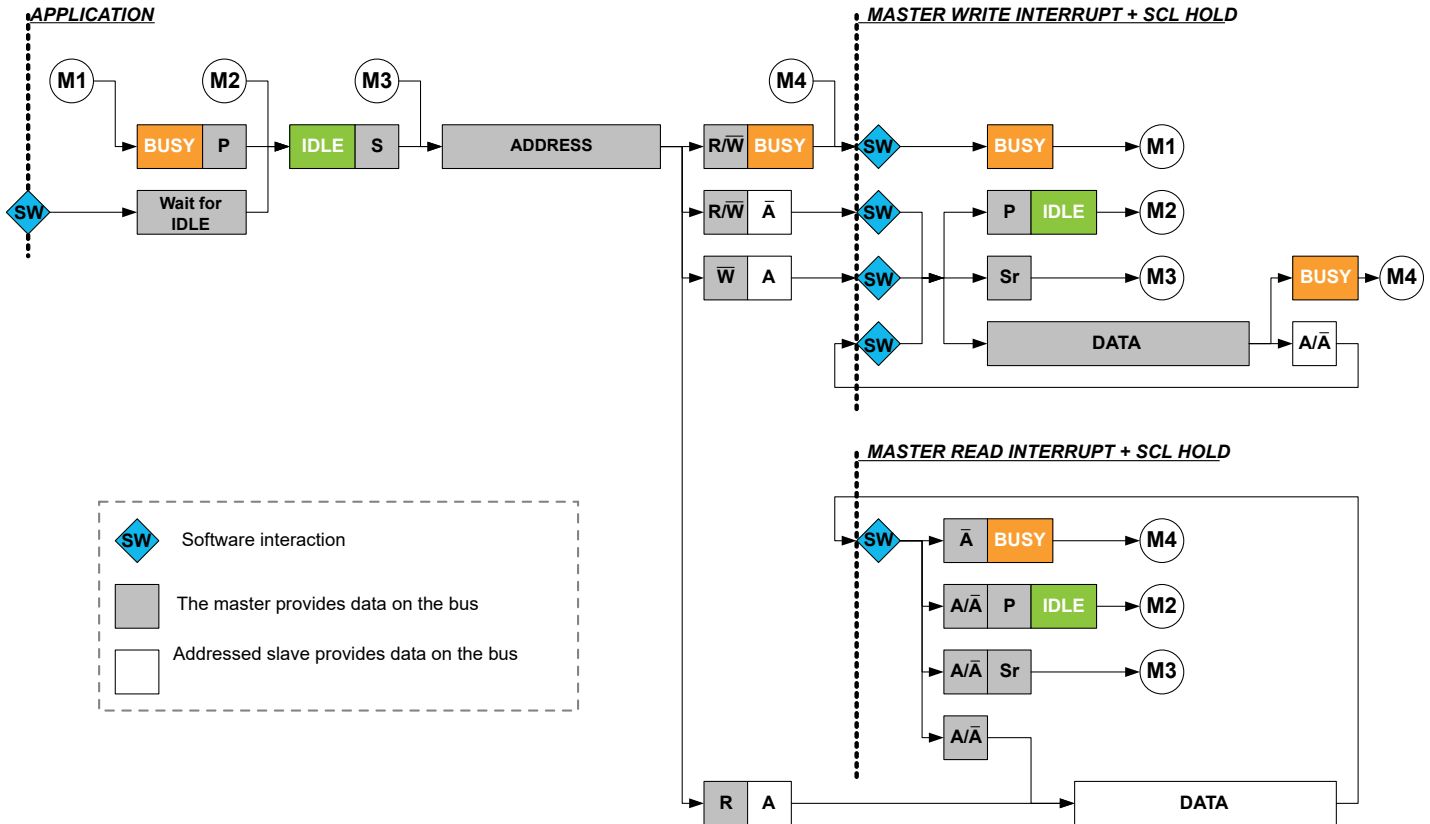 APPLICATION
MASTER WRITE INTERRUPT + SCL HOLD
M1
M2
M3
M4
BUSY P
IDLE S
ADDRESS
R/W̅ BUSY
SW
BUSY
M1
SW
Wait for
IDLE
R/W̅ A̅
SW
P IDLE
M2
W̅ A
SW
Sr
M3
BUSY
M4
SW
DATA
A/A̅
MASTER READ INTERRUPT + SCL HOLD
SW
Software interaction
The master provides data on the bus
Addressed slave provides data on the bus
SW
A̅ BUSY
M4
A/A̅ P IDLE
M2
A/A̅ Sr
M3
A/A̅
R A
DATA